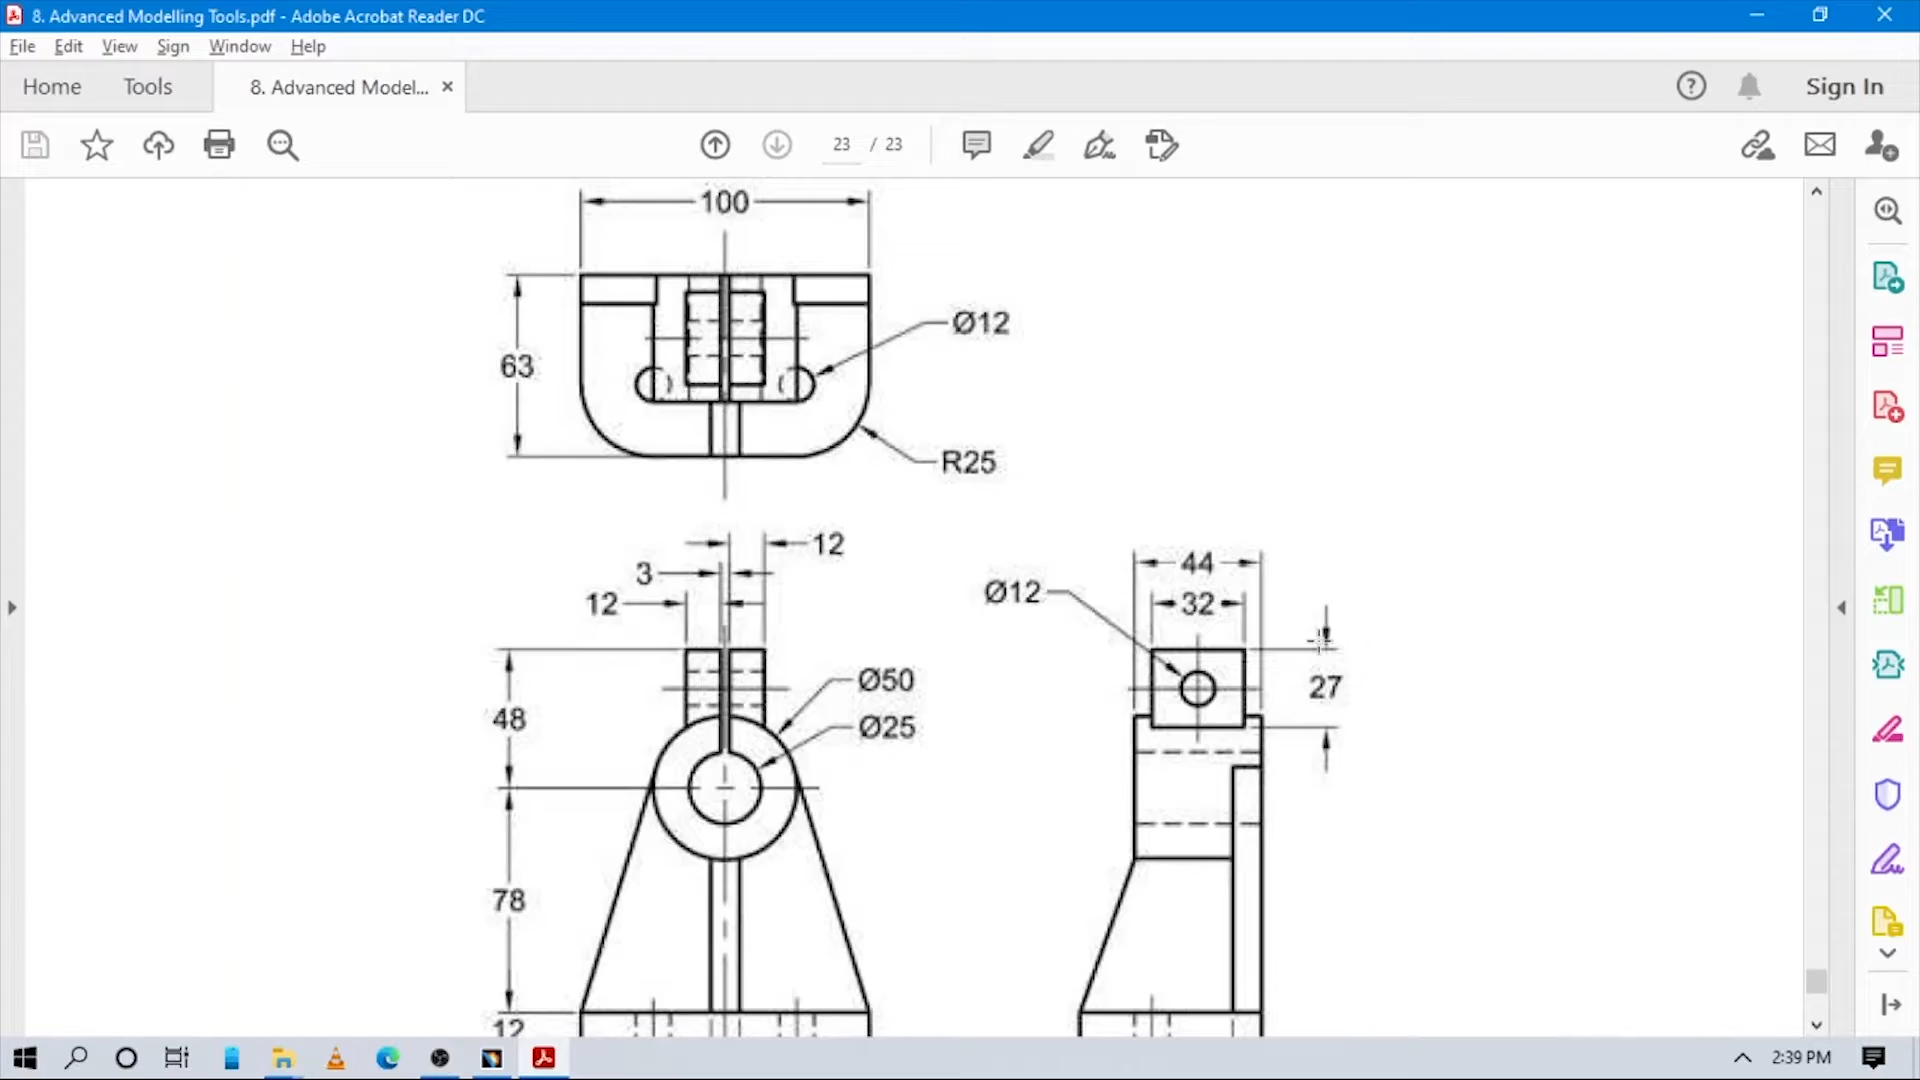 8. Advanced Modelling Tools.pdf - Adobe Acrobat Reader DC
File Edit View Sign Window Help
Home Tools 8. Advanced Model... ×
? Sign In
23 / 23
100
Ø12
63
R25
12
3
12
44
Ø12
32
48
Ø50
Ø25
27
78
12
2:39 PM